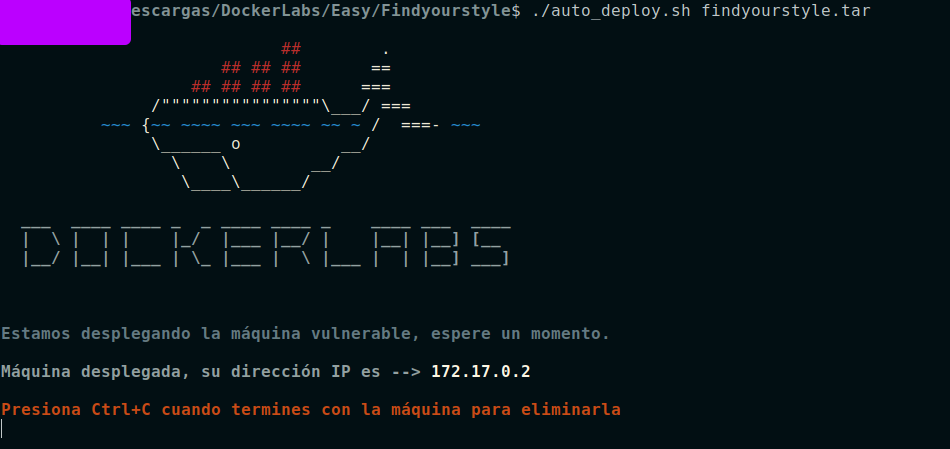 escargas/DockerLabs/Easy/Findyourstyle$ ./auto_deploy.sh findyourstyle.tar
DOCKERLABS
Estamos desplegando la máquina vulnerable, espere un momento.
Máquina desplegada, su dirección IP es --> 172.17.0.2
Presiona Ctrl+C cuando termines con la máquina para eliminarla